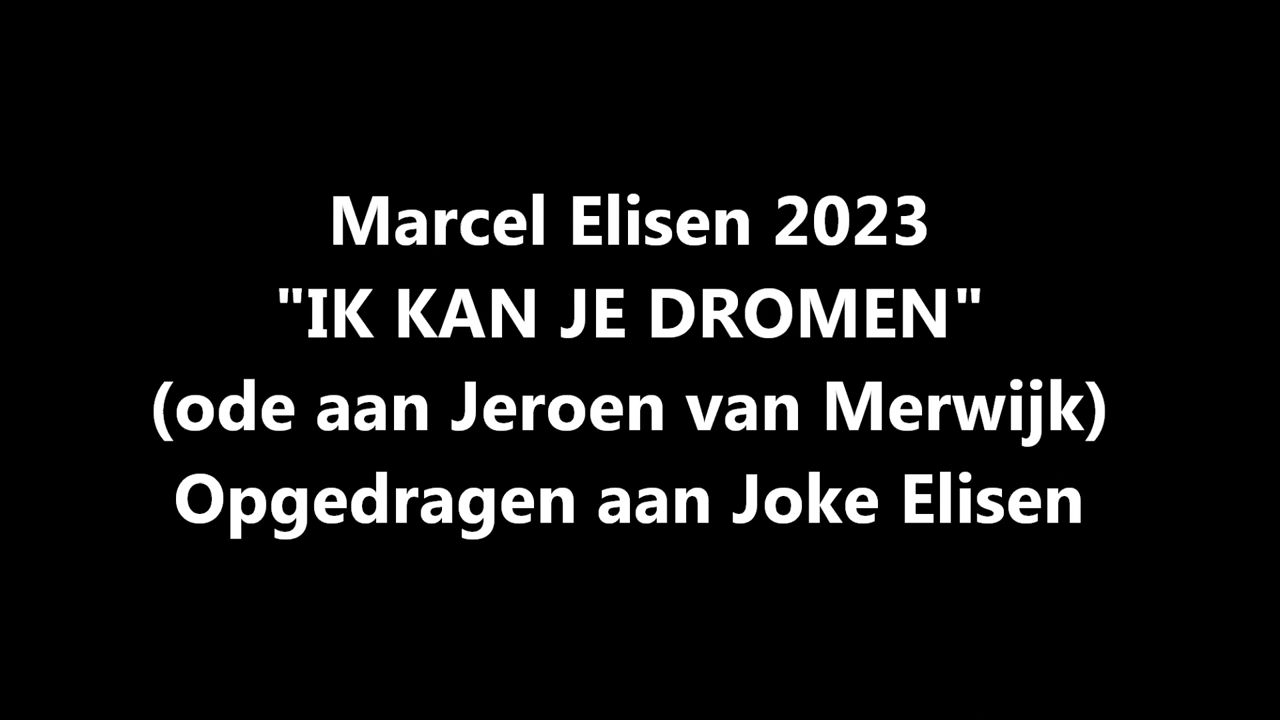 Marcel Elisen 2023
"IK KAN JE DROMEN"
(ode aan Jeroen van Merwijk)
Opgedragen aan Joke Elisen